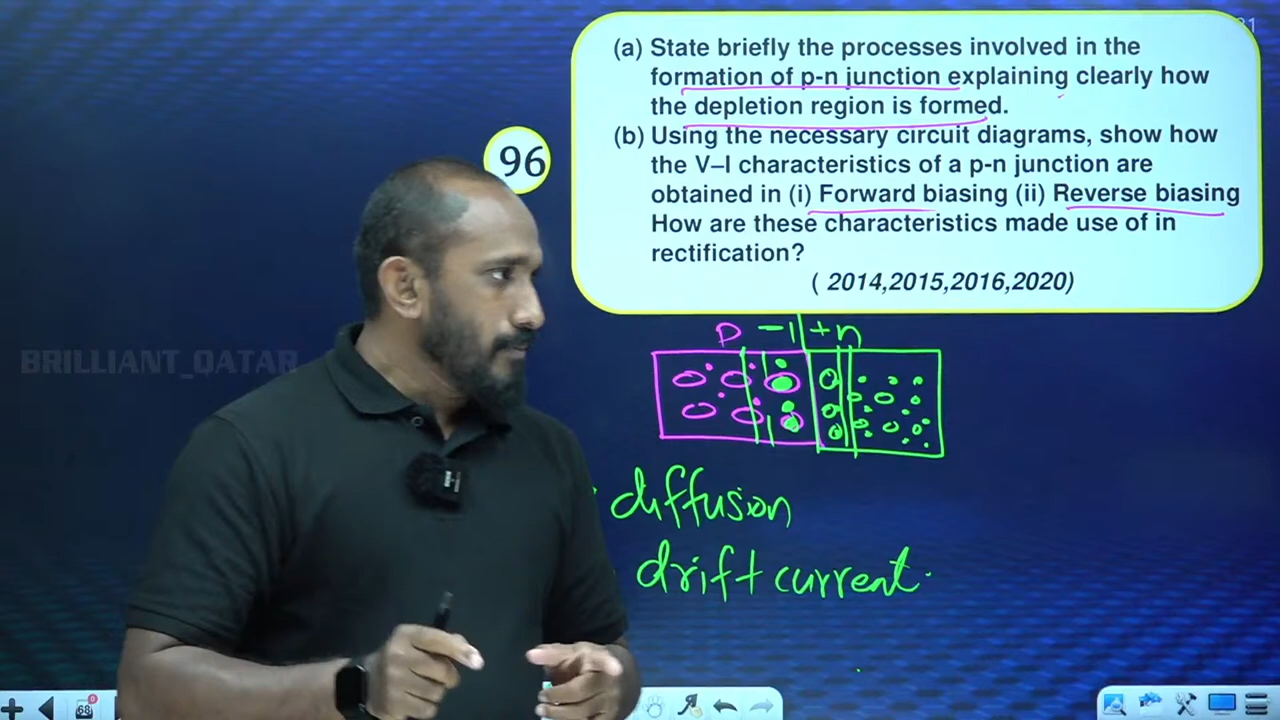 (a) State briefly the processes involved in the
formation of p-n junction explaining clearly how
the depletion region is formed.
(b) Using the necessary circuit diagrams, show how
the V–I characteristics of a p-n junction are
obtained in (i) Forward biasing (ii) Reverse biasing
How are these characteristics made use of in
rectification?
( 2014,2015,2016,2020)
96
p − + n
BRILLIANT_QATAR
diffusion
drift current.
H
68